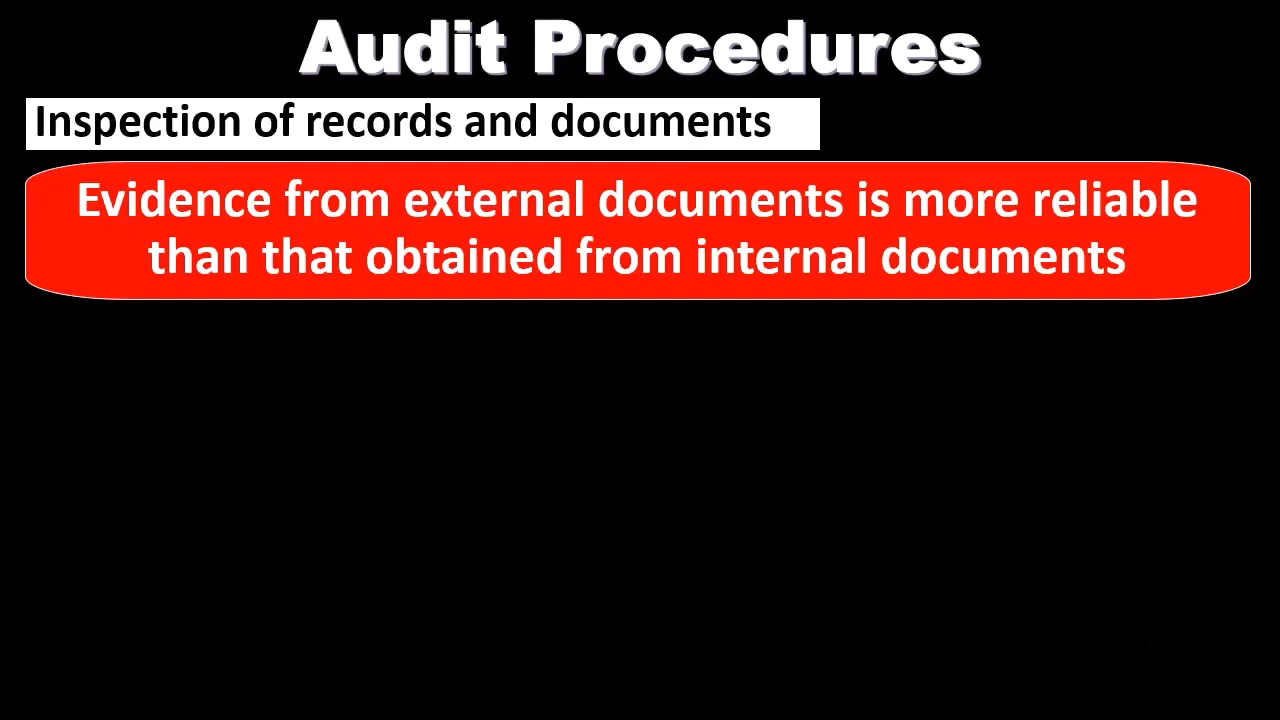 Audit Procedures
Inspection of records and documents
Evidence from external documents is more reliable
than that obtained from internal documents